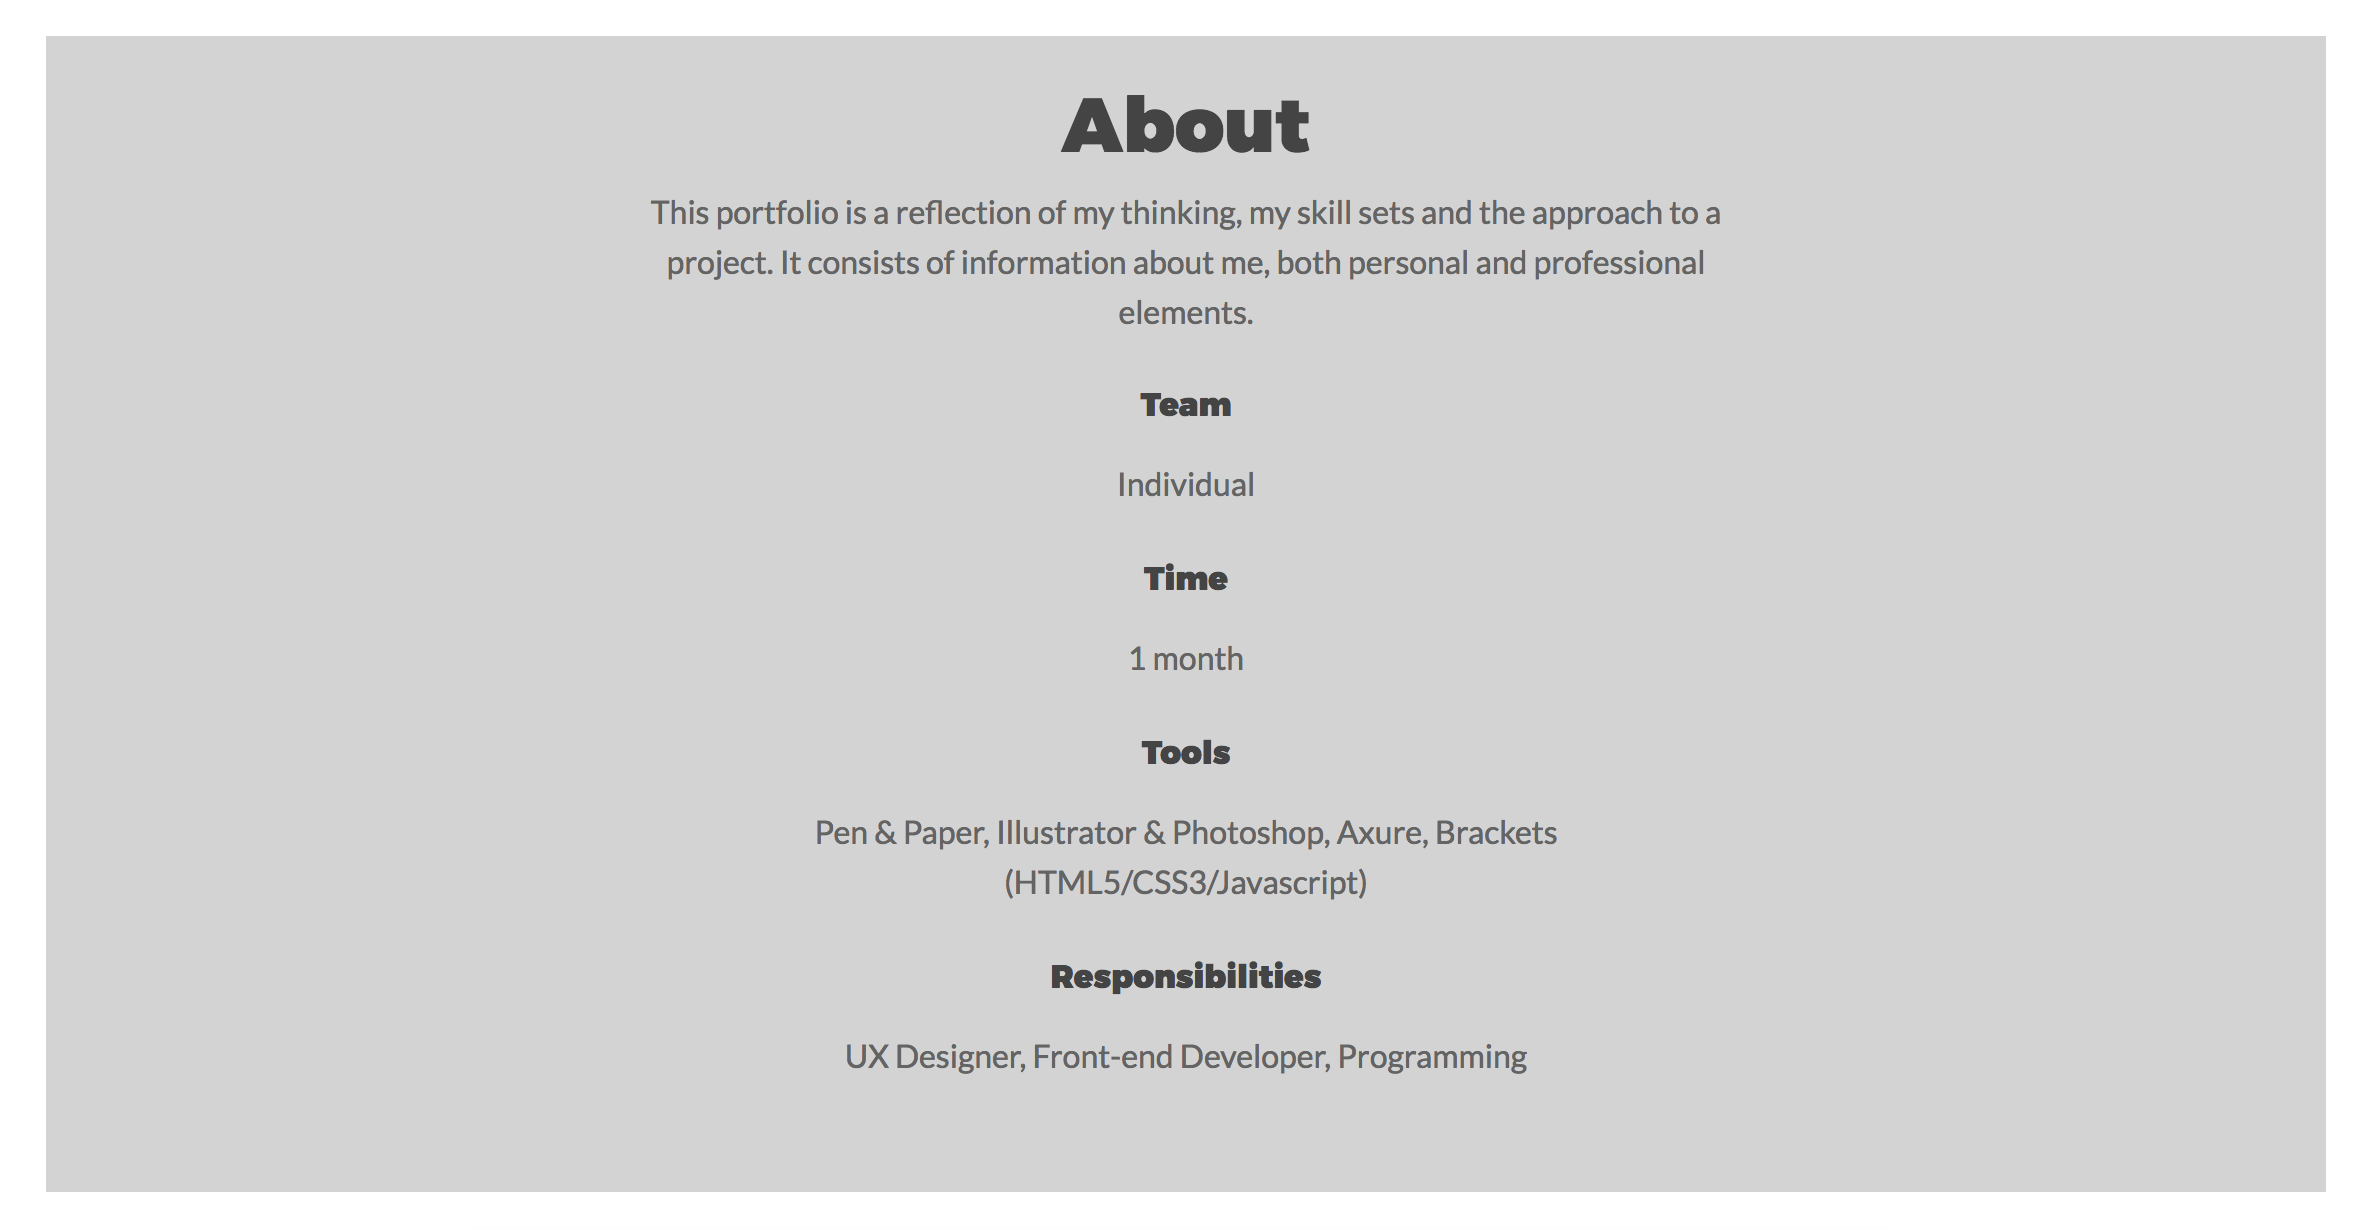 About
This portfolio is a reflection of my thinking, my skill sets and the approach to a
project. It consists of information about me, both personal and professional
elements.
Team
Individual
Time
1 month
Tools
Pen & Paper, Illustrator & Photoshop, Axure, Brackets
(HTML5/CSS3/Javascript)
Responsibilities
UX Designer, Front-end Developer, Programming